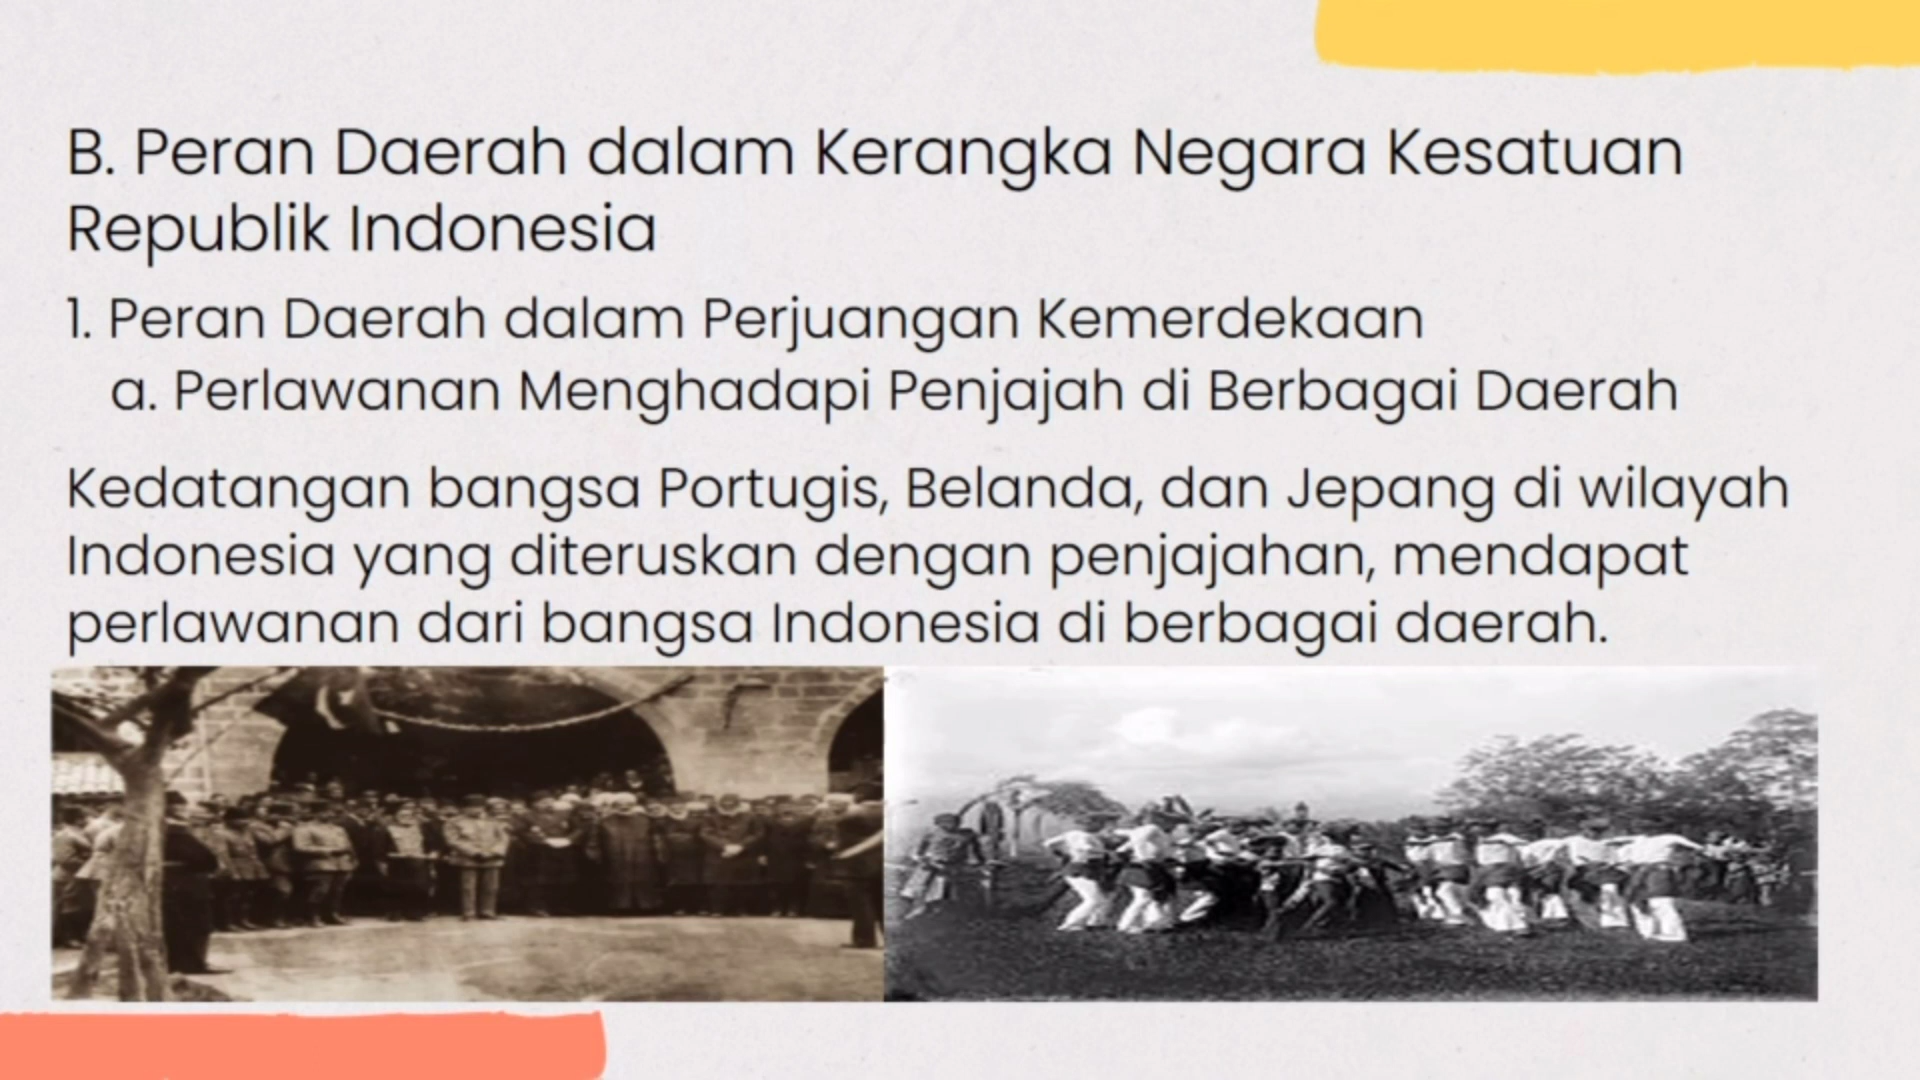 B. Peran Daerah dalam Kerangka Negara Kesatuan
Republik Indonesia
1. Peran Daerah dalam Perjuangan Kemerdekaan
a. Perlawanan Menghadapi Penjajah di Berbagai Daerah
Kedatangan bangsa Portugis, Belanda, dan Jepang di wilayah
Indonesia yang diteruskan dengan penjajahan, mendapat
perlawanan dari bangsa Indonesia di berbagai daerah.